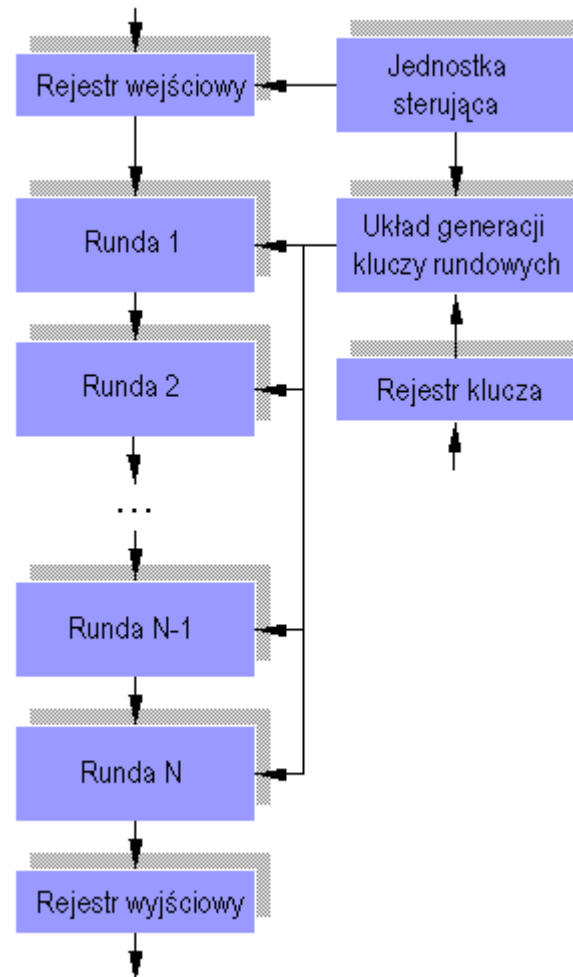 Rejestr wejściowy
Jednostka
sterująca
Runda 1
Układ generacji
kluczy rundowych
Runda 2
Rejestr klucza
...
Runda N-1
Runda N
Rejestr wyjściowy